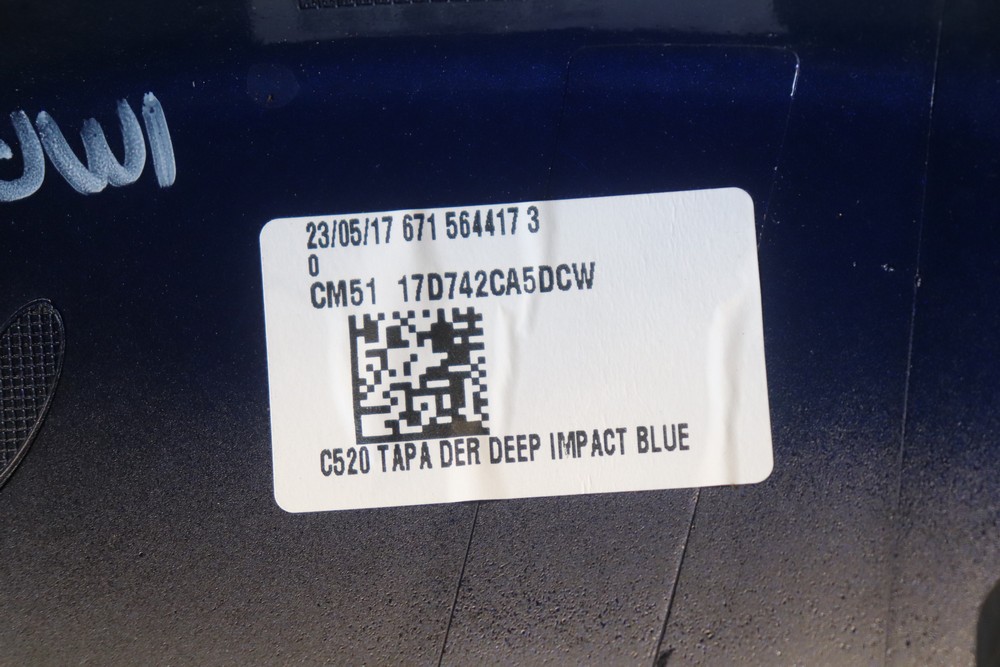 23/05/17 671 564417 3
0
CM51 17D742CA5DCW
C520 TAPA DER DEEP IMPACT BLUE